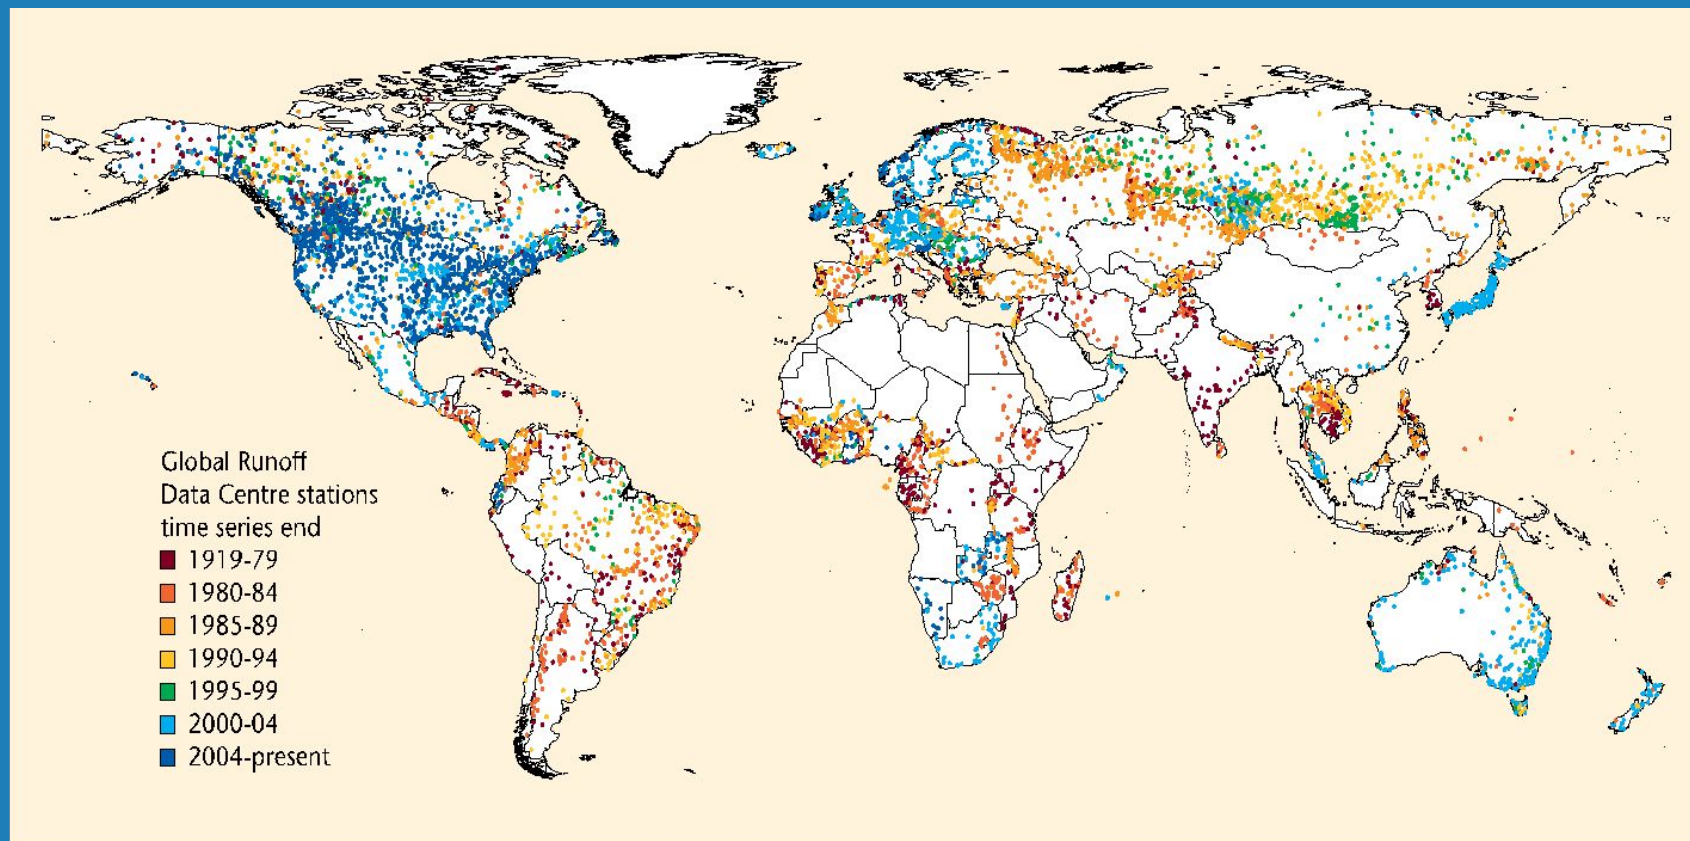 Global Runoff
Data Centre stations
time series end
1919-79
1980-84
1985-89
1990-94
1995-99
2000-04
2004-present